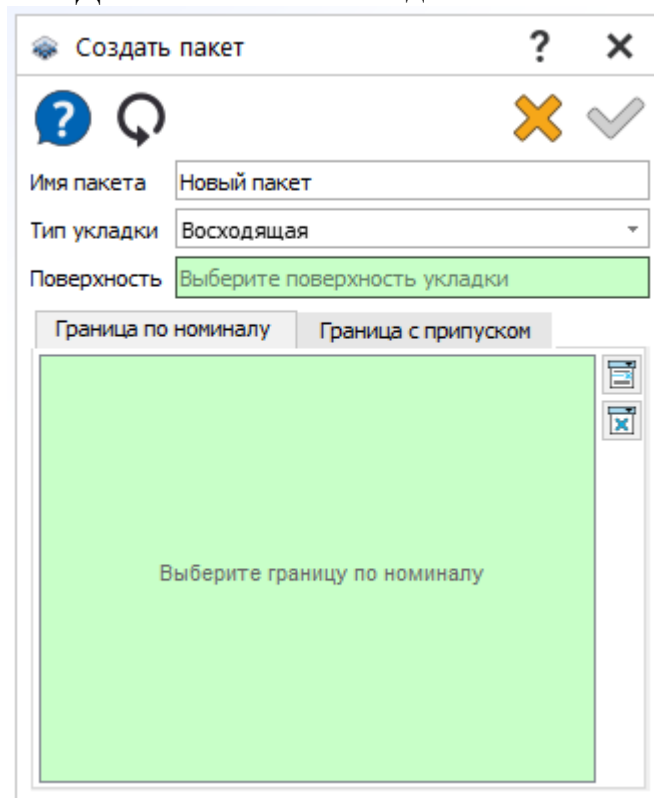 Создать пакет
Имя пакета Новый пакет
Тип укладки Восходящая
Поверхность Выберите поверхность укладки
Граница по номиналу Граница с припуском
Выберите границу по номиналу